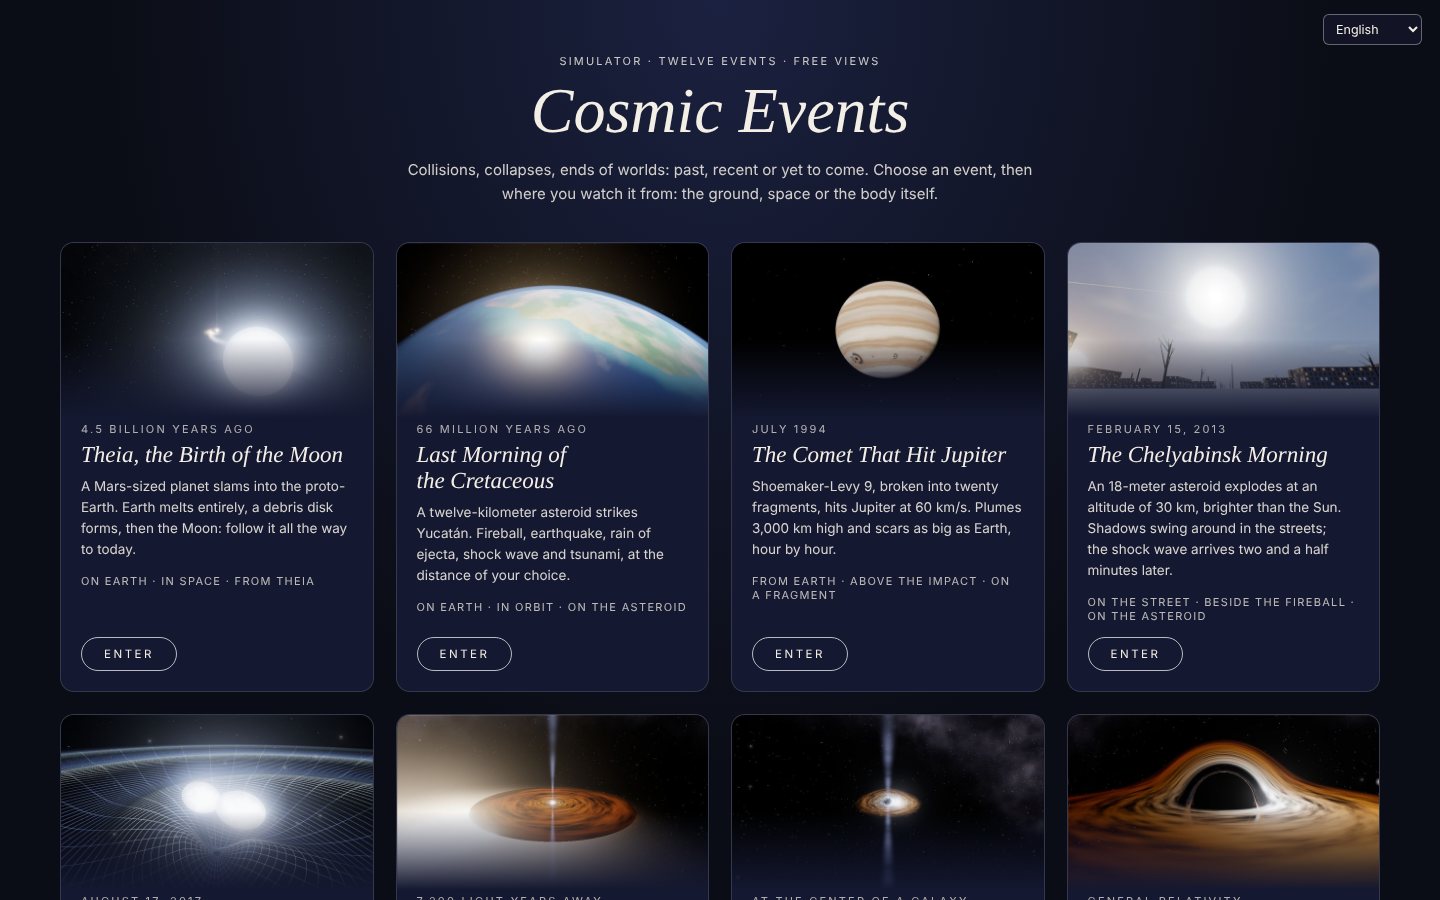 English
SIMULATOR · TWELVE EVENTS · FREE VIEWS
Cosmic Events
Collisions, collapses, ends of worlds: past, recent or yet to come. Choose an event, then
where you watch it from: the ground, space or the body itself.
4.5 BILLION YEARS AGO
Theia, the Birth of the Moon
A Mars-sized planet slams into the proto-
Earth. Earth melts entirely, a debris disk
forms, then the Moon: follow it all the way
to today.
ON EARTH · IN SPACE · FROM THEIA
ENTER
66 MILLION YEARS AGO
Last Morning of
the Cretaceous
A twelve-kilometer asteroid strikes
Yucatán. Fireball, earthquake, rain of
ejecta, shock wave and tsunami, at the
distance of your choice.
ON EARTH · IN ORBIT · ON THE ASTEROID
ENTER
JULY 1994
The Comet That Hit Jupiter
Shoemaker-Levy 9, broken into twenty
fragments, hits Jupiter at 60 km/s. Plumes
3,000 km high and scars as big as Earth,
hour by hour.
FROM EARTH · ABOVE THE IMPACT · ON
A FRAGMENT
ENTER
FEBRUARY 15, 2013
The Chelyabinsk Morning
An 18-meter asteroid explodes at an
altitude of 30 km, brighter than the Sun.
Shadows swing around in the streets;
the shock wave arrives two and a half
minutes later.
ON THE STREET · BESIDE THE FIREBALL ·
ON THE ASTEROID
ENTER
AUGUST 17, 2017
AT THE CENTER OF A GALAXY
GENERAL RELATIVITY